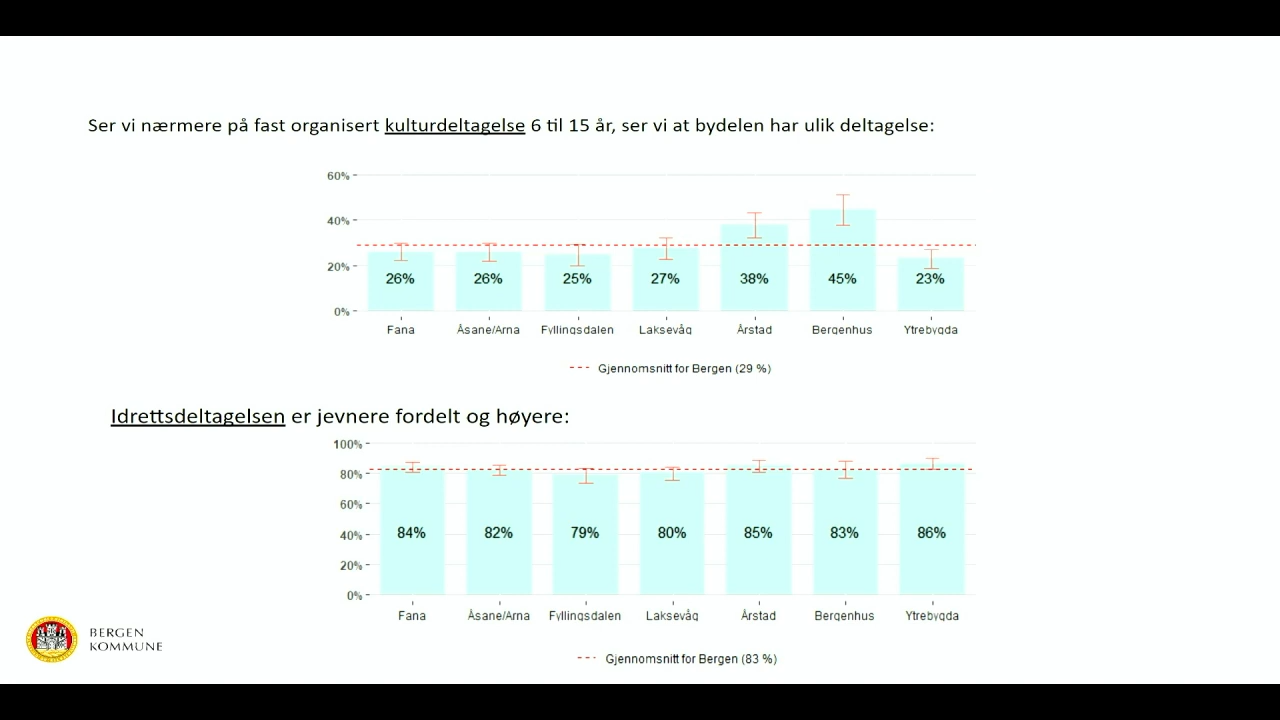 Ser vi nærmere på fast organisert kulturdeltagelse 6 til 15 år, ser vi at bydelen har ulik deltagelse:
60%
40%
20%
0%
26% 26% 25% 27% 38% 45% 23%
Fana Åsane/Arna Fyllingsdalen Laksevåg Årstad Bergenhus Ytrebygda
Gjennomsnitt for Bergen (29 %)
Idrettsdeltagelsen er jevnere fordelt og høyere:
100%
80%
60%
40%
20%
0%
84% 82% 79% 80% 85% 83% 86%
Fana Åsane/Arna Fyllingsdalen Laksevåg Årstad Bergenhus Ytrebygda
Gjennomsnitt for Bergen (83 %)
BERGEN
KOMMUNE